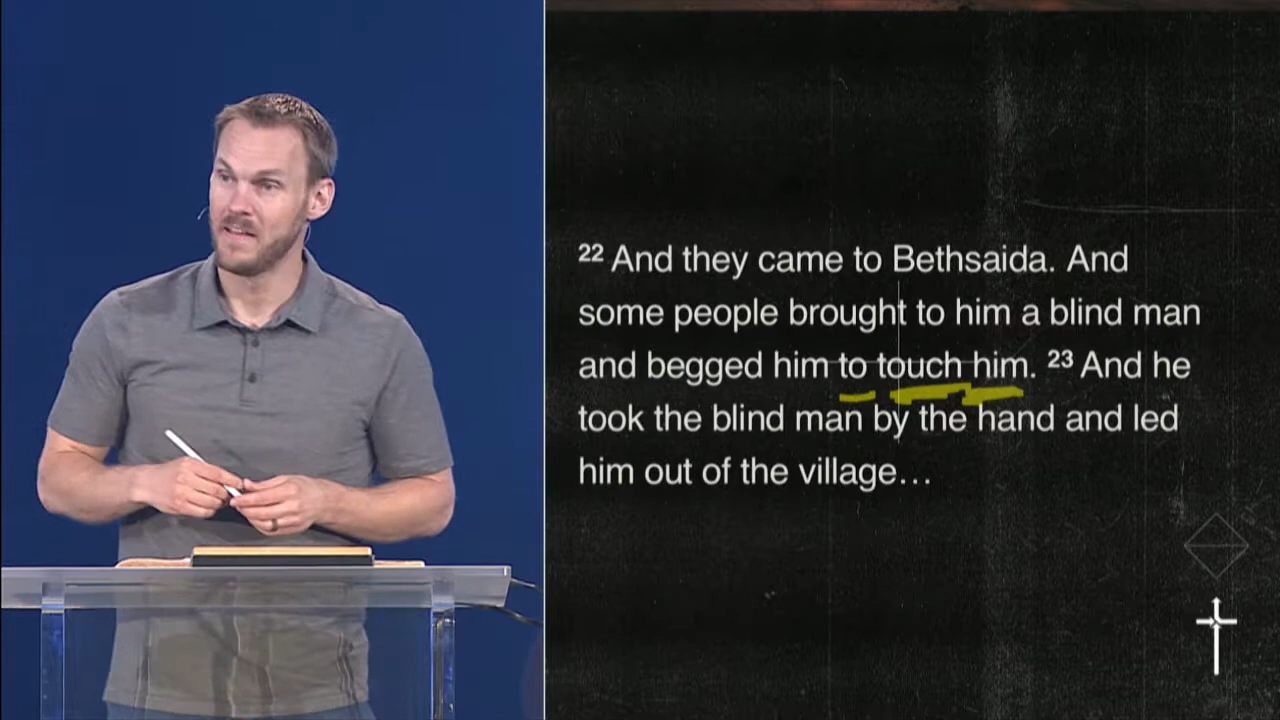 ²² And they came to Bethsaida. And
some people brought to him a blind man
and begged him to touch him. ²³ And he
took the blind man by the hand and led
him out of the village…